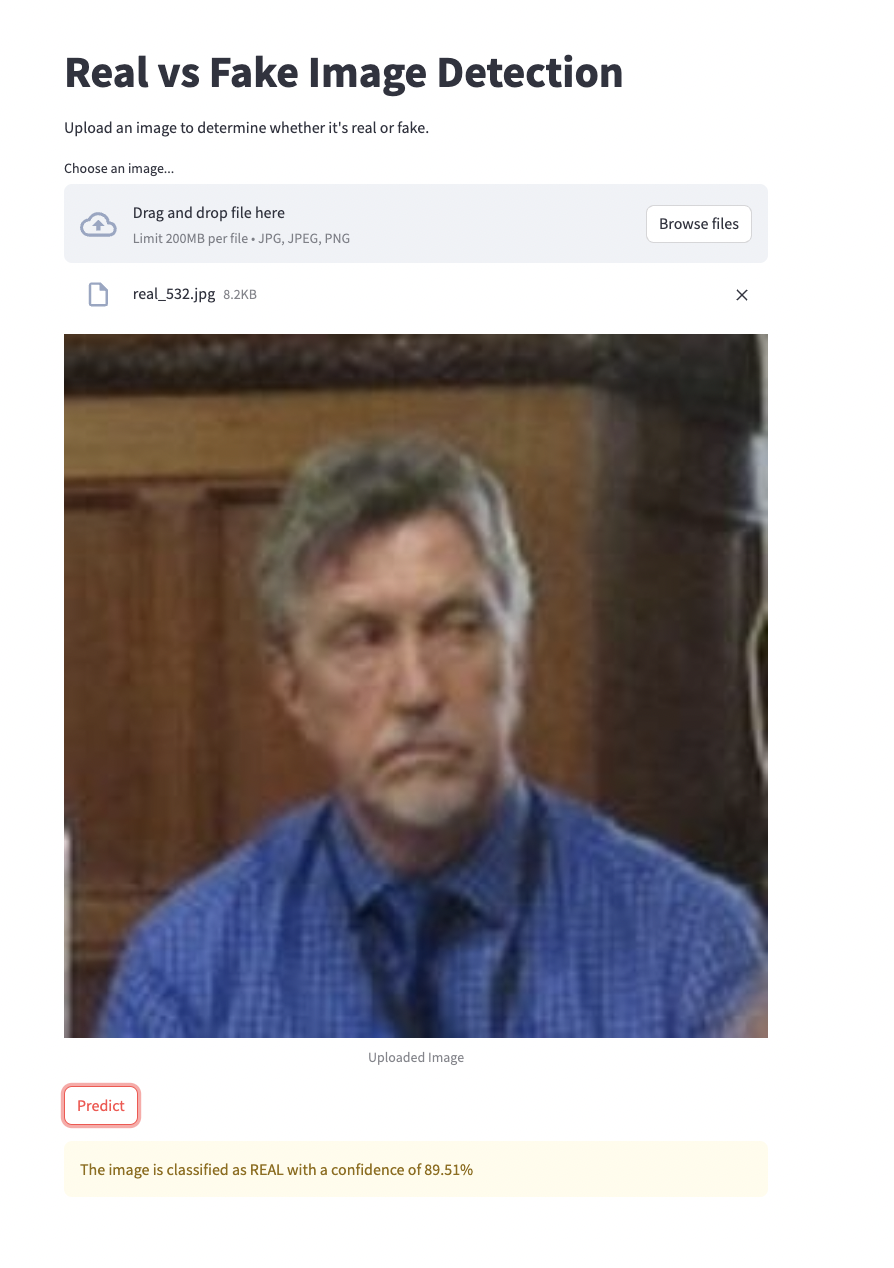 Real vs Fake Image Detection
Upload an image to determine whether it's real or fake.
Choose an image...
Drag and drop file here
Limit 200MB per file • JPG, JPEG, PNG
Browse files
real_532.jpg 8.2KB
Uploaded Image
Predict
The image is classified as REAL with a confidence of 89.51%